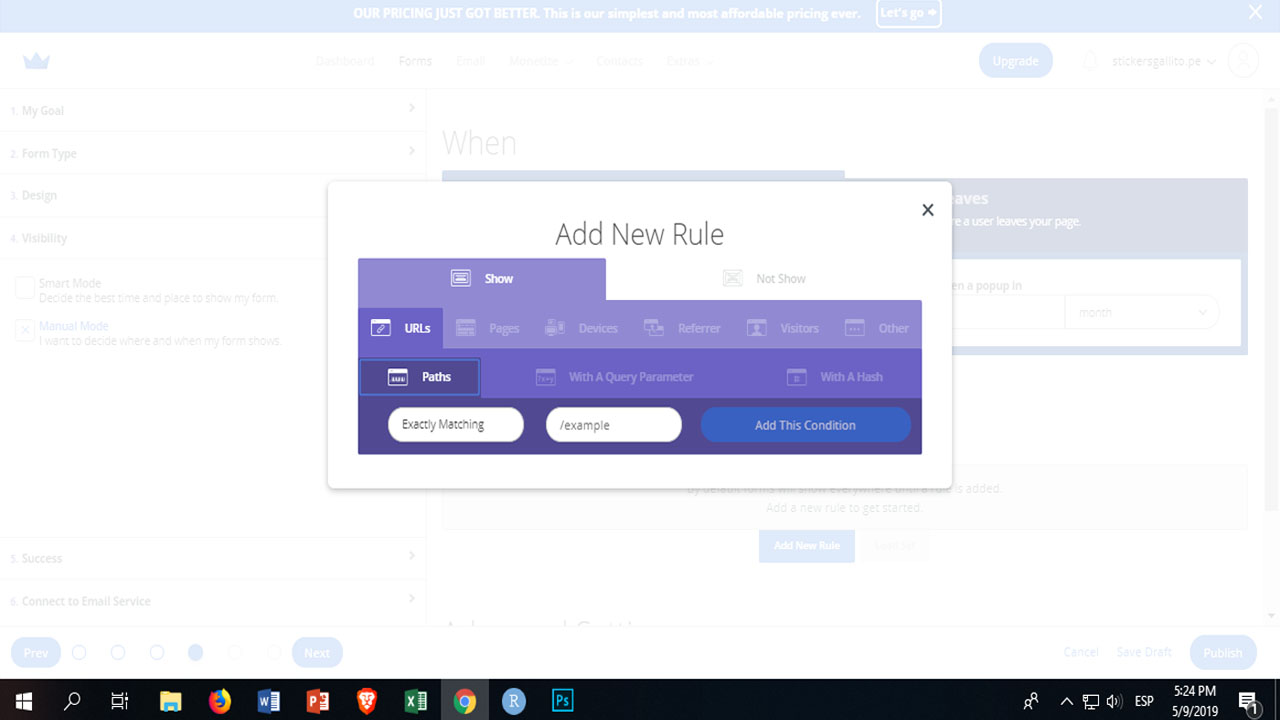 OUR PRICING JUST GOT BETTER. This is our simplest and most affordable pricing ever. Let's go
Dashboard Forms Email Monetize Contacts Extras Upgrade stickersgallito.pe
1. My Goal
2. Form Type
3. Design
4. Visibility
Smart Mode
Decide the best time and place to show my form.
Manual Mode
I want to decide where and when my form shows.
5. Success
6. Connect to Email Service
Prev Next
When
a user leaves your page.
a popup in
month
Add New Rule
Show Not Show
URLs Pages Devices Referrer Visitors Other
Paths With A Query Parameter With A Hash
Exactly Matching /example Add This Condition
By default forms will show everywhere until a rule is added.
Add a new rule to get started.
Add New Rule Load Set
Cancel Save Draft Publish
ESP
5:24 PM
5/9/2019
1